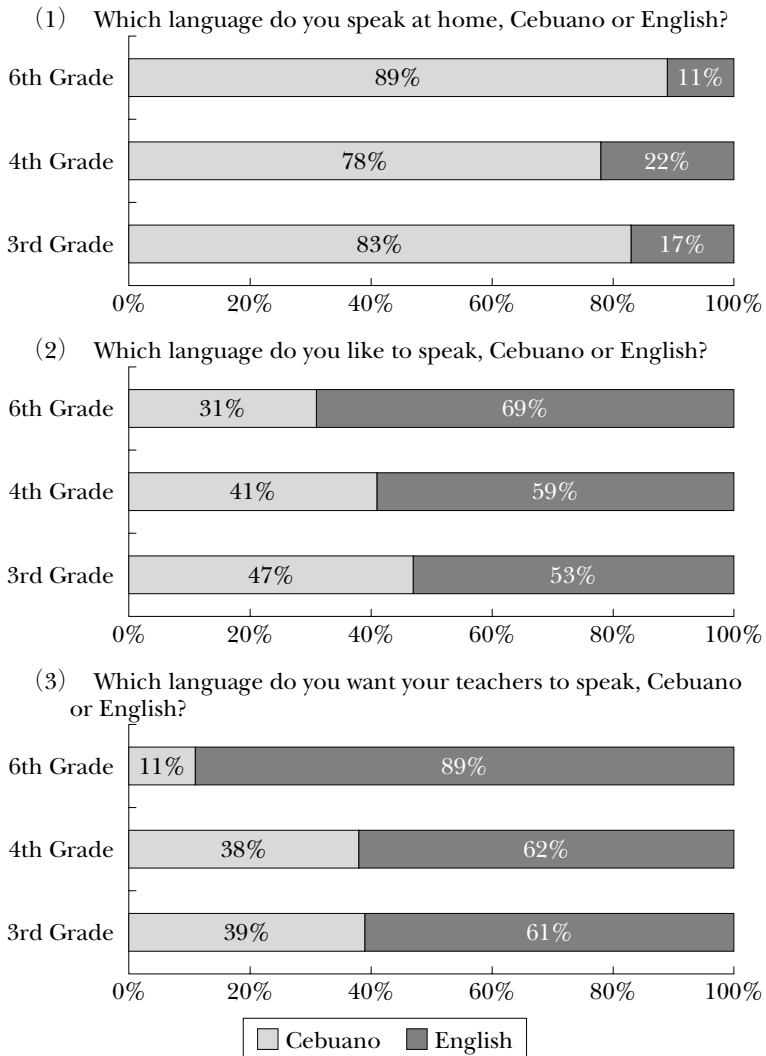 (1) Which language do you speak at home, Cebuano or English?
6th Grade 89% 11%
4th Grade 78% 22%
3rd Grade 83% 17%
0% 20% 40% 60% 80% 100%
(2) Which language do you like to speak, Cebuano or English?
6th Grade 31% 69%
4th Grade 41% 59%
3rd Grade 47% 53%
0% 20% 40% 60% 80% 100%
(3) Which language do you want your teachers to speak, Cebuano
or English?
6th Grade 11% 89%
4th Grade 38% 62%
3rd Grade 39% 61%
0% 20% 40% 60% 80% 100%
Cebuano English